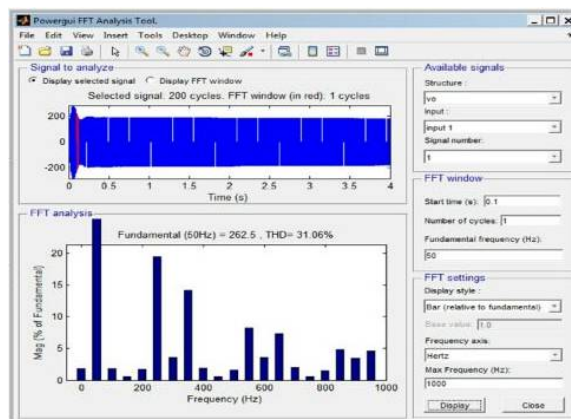 Powergui FFT Analysis Tool.
File Edit View Insert Tools Desktop Window Help
Signal to analyze
Display selected signal Display FFT window
Selected signal: 200 cycles. FFT window (in red): 1 cycles
200
0
-200
0 0.5 1 1.5 2 2.5 3 3.5 4
Time (s)
FFT analysis
Fundamental (50Hz) = 262.5 , THD= 31.06%
20
15
10
5
0
Mag (% of Fundamental)
0 200 400 600 800 1000
Frequency (Hz)
Available signals
Structure :
vo
Input :
input 1
Signal number:
1
FFT window
Start time (s): 0.1
Number of cycles: 1
Fundamental frequency (Hz):
50
FFT settings
Display style :
Bar (relative to fundamental)
Base value: 1.0
Frequency axis:
Hertz
Max Frequency (Hz):
1000
Display Close